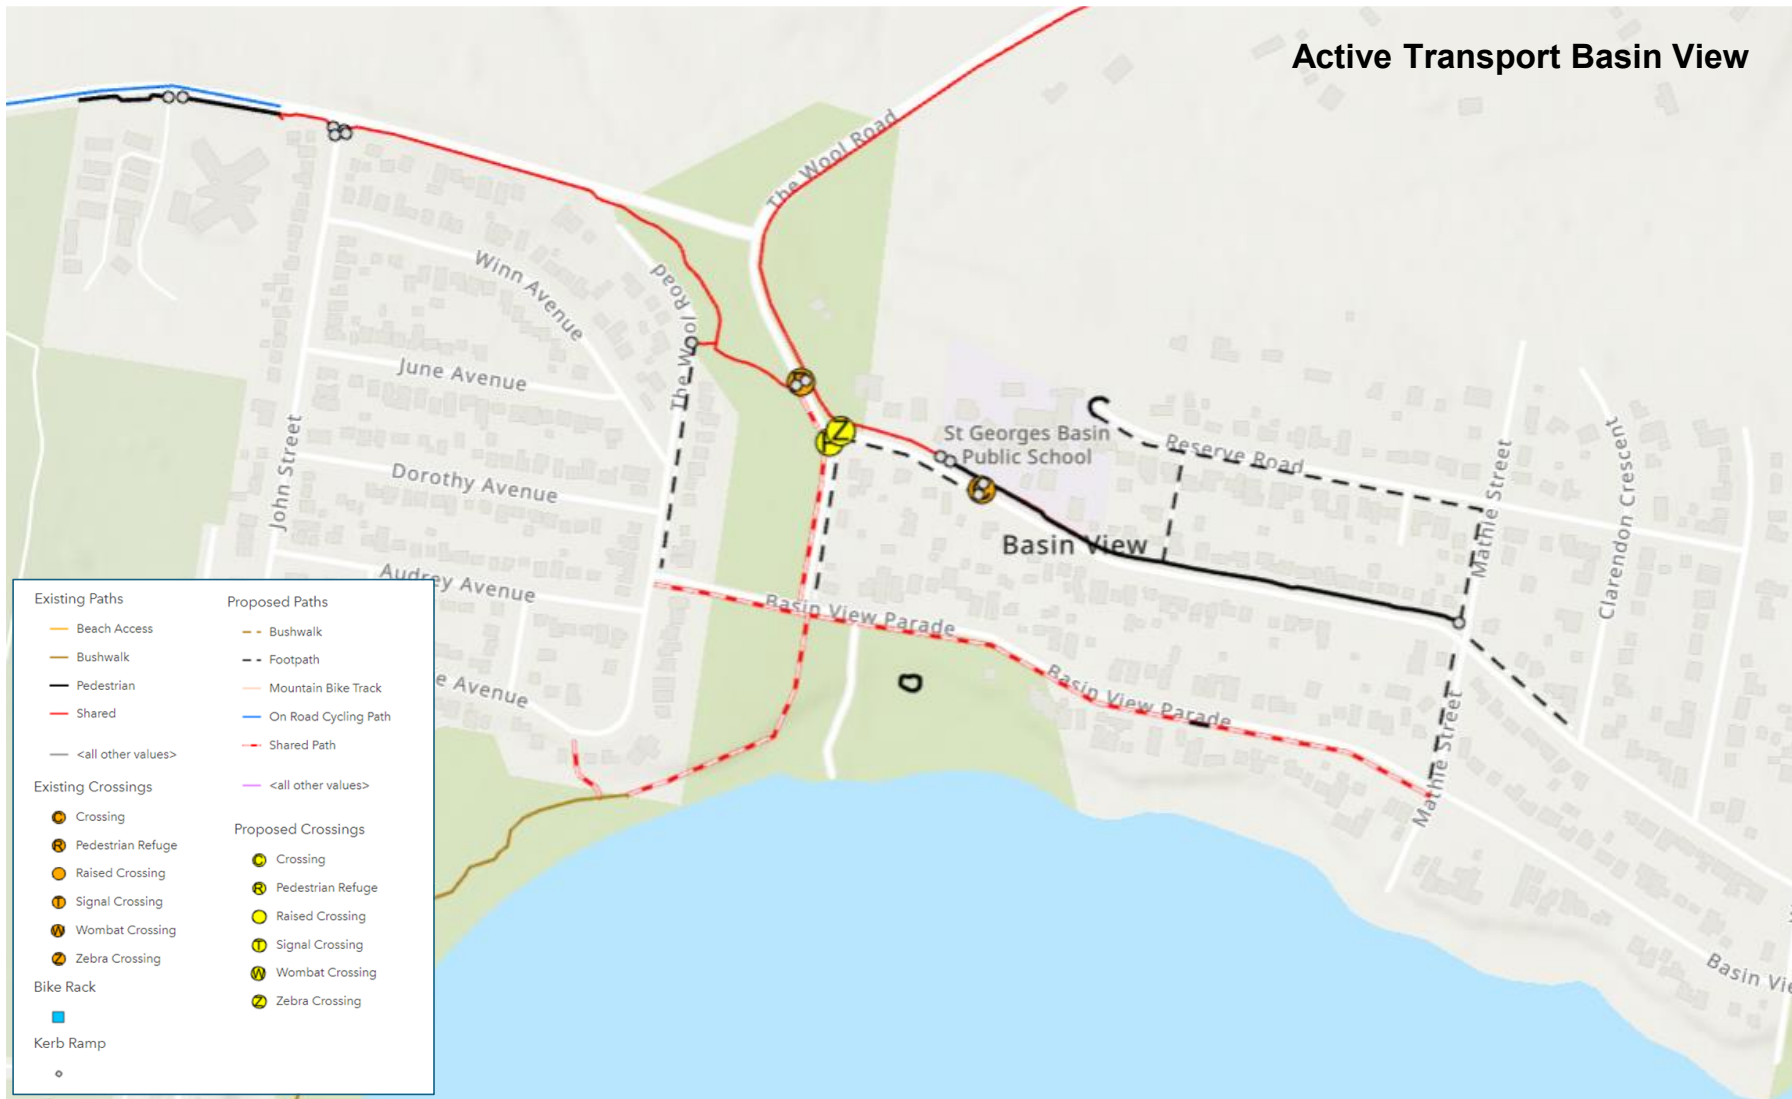 Active Transport Basin View
The Wool Road
Winn Avenue
The Wool Road
June Avenue
John Street
Dorothy Avenue
St Georges Basin
Public School
Reserve Road
Mathie Street
Clarendon Crescent
Basin View
Audrey Avenue
Basin View Parade
e Avenue
Basin View Parade
Mathie Street
Basin Vie
Existing Paths
Beach Access
Bushwalk
Pedestrian
Shared
<all other values>
Existing Crossings
C Crossing
R Pedestrian Refuge
Raised Crossing
T Signal Crossing
W Wombat Crossing
Z Zebra Crossing
Bike Rack
Kerb Ramp
Proposed Paths
Bushwalk
Footpath
Mountain Bike Track
On Road Cycling Path
Shared Path
<all other values>
Proposed Crossings
C Crossing
R Pedestrian Refuge
Raised Crossing
T Signal Crossing
W Wombat Crossing
Z Zebra Crossing
Z